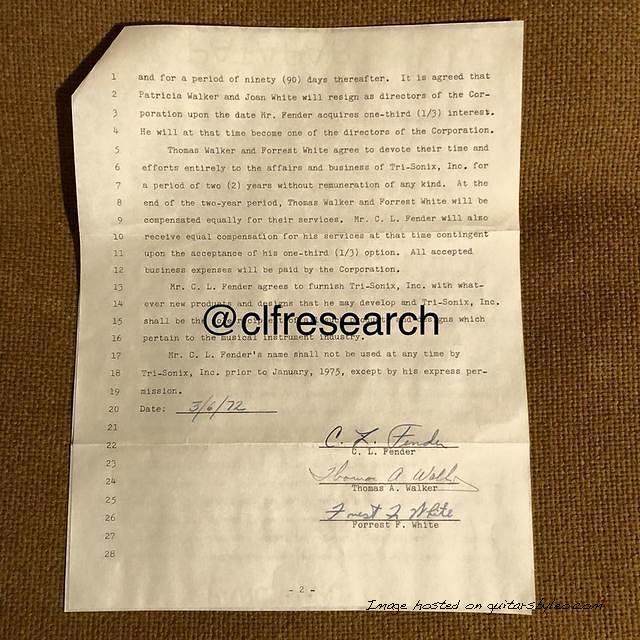 1 and for a period of ninety (90) days thereafter. It is agreed that
2 Patricia Walker and Joan White will resign as directors of the Cor-
3 poration upon the date Mr. Fender acquires one-third (1/3) interest.
4 He will at that time become one of the directors of the Corporation.
5 Thomas Walker and Forrest White agree to devote their time and
6 efforts entirely to the affairs and business of Tri-Sonix, Inc. for
7 a period of two (2) years without remuneration of any kind. At the
8 end of the two-year period, Thomas Walker and Forrest White will be
9 compensated equally for their services. Mr. C. L. Fender will also
10 receive equal compensation for his services at that time contingent
11 upon the acceptance of his one-third (1/3) option. All accepted
12 business expenses will be paid by the Corporation.
13 Mr. C. L. Fender agrees to furnish Tri-Sonix, Inc. with what-
14 ever new products and designs that he may develop and Tri-Sonix, Inc.
@clfresearch
15 shall be the which
16 pertain to the musical instrument industry.
17 Mr. C. L. Fender's name shall not be used at any time by
18 Tri-Sonix, Inc. prior to January, 1975, except by his express per-
19 mission.
20 Date: 3/6/72
21
22 C. L. Fender
C. L. Fender
23
24 Thomas A Walker
Thomas A. Walker
25
26 Forrest F White
Forrest F. White
27
28
- 2 -
Image hosted on guitarstyles.com